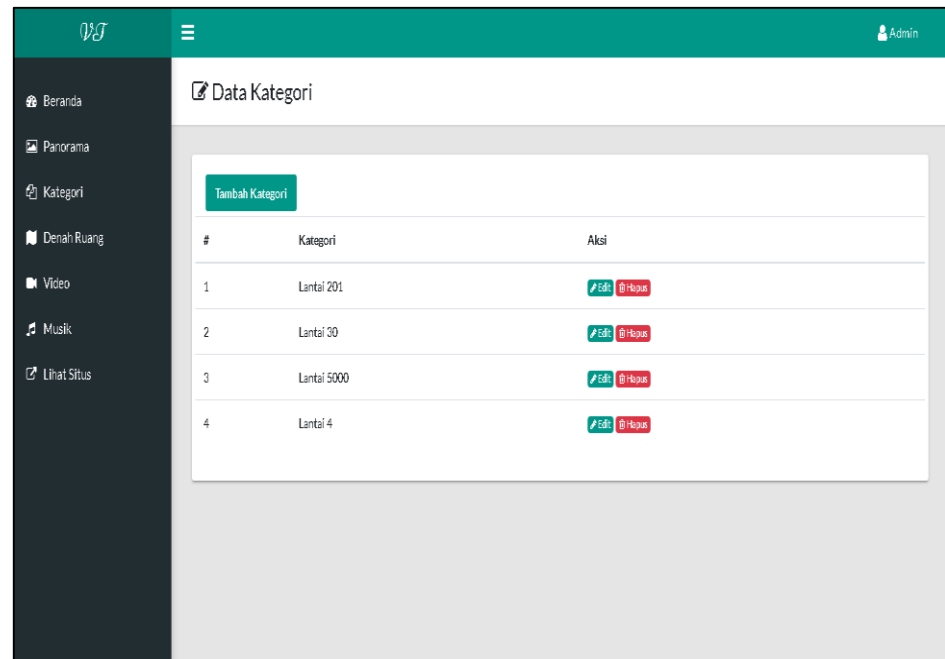 VT
Admin
Beranda
Panorama
Kategori
Denah Ruang
Video
Musik
Lihat Situs
Data Kategori
Tambah Kategori
# Kategori Aksi
1 Lantai 201 Edit Hapus
2 Lantai 30 Edit Hapus
3 Lantai 5000 Edit Hapus
4 Lantai 4 Edit Hapus